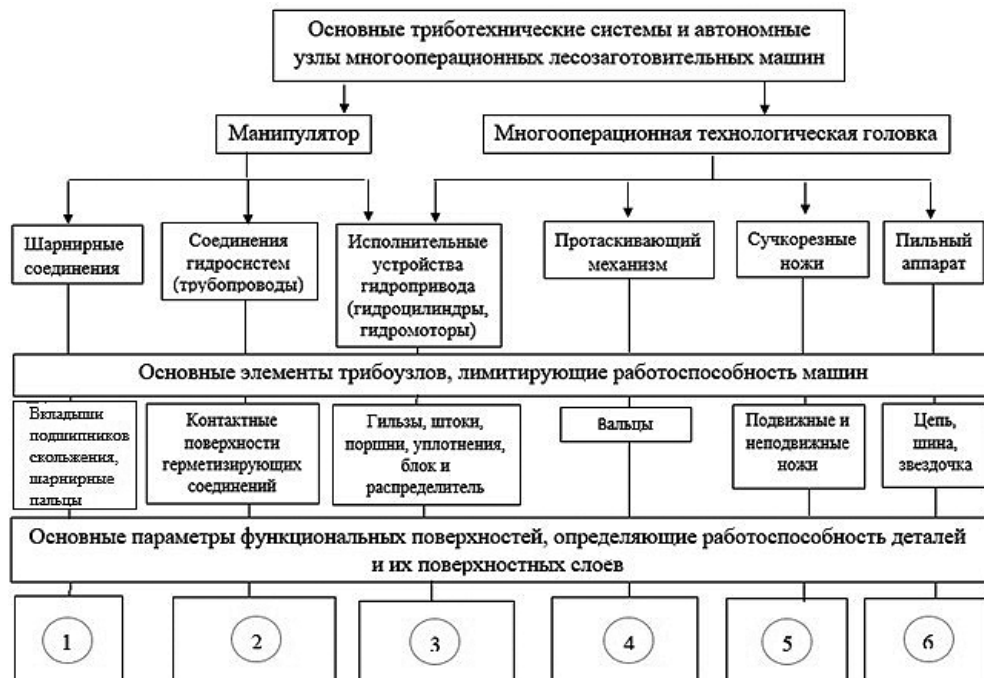 Основные триботехнические системы и автономные
узлы многооперационных лесозаготовительных машин
Манипулятор
Многооперационная технологическая головка
Шарнирные
соединения
Соединения
гидросистем
(трубопроводы)
Исполнительные
устройства
гидропривода
(гидроцилиндры,
гидромоторы)
Протаскивающий
механизм
Сучкорезные
ножи
Пильный
аппарат
Основные элементы трибоузлов, лимитирующие работоспособность машин
Вкладыши
подшипников
скольжения,
шарнирные
пальцы
Контактные
поверхности
герметизирующих
соединений
Гильзы, штоки,
поршни, уплотнения,
блок и
распределитель
Вальцы
Подвижные и
неподвижные
ножи
Цепь,
шина,
звездочка
Основные параметры функциональных поверхностей, определяющие работоспособность деталей
и их поверхностных слоев
1
2
3
4
5
6